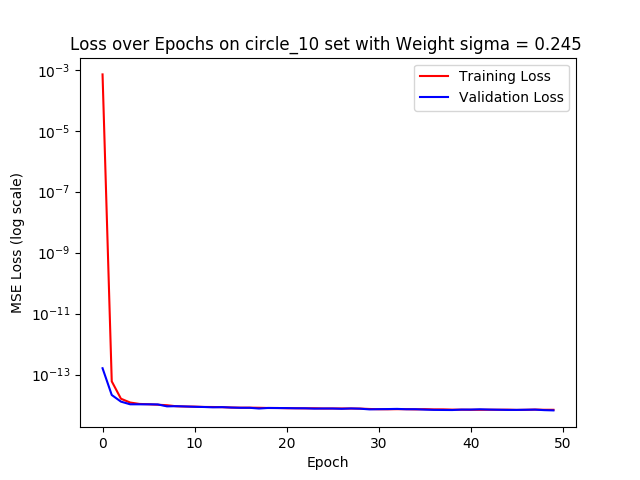 Loss over Epochs on circle_10 set with Weight sigma = 0.245
Training Loss
Validation Loss
MSE Loss (log scale)
10⁻³
10⁻⁵
10⁻⁷
10⁻⁹
10⁻¹¹
10⁻¹³
0 10 20 30 40 50
Epoch